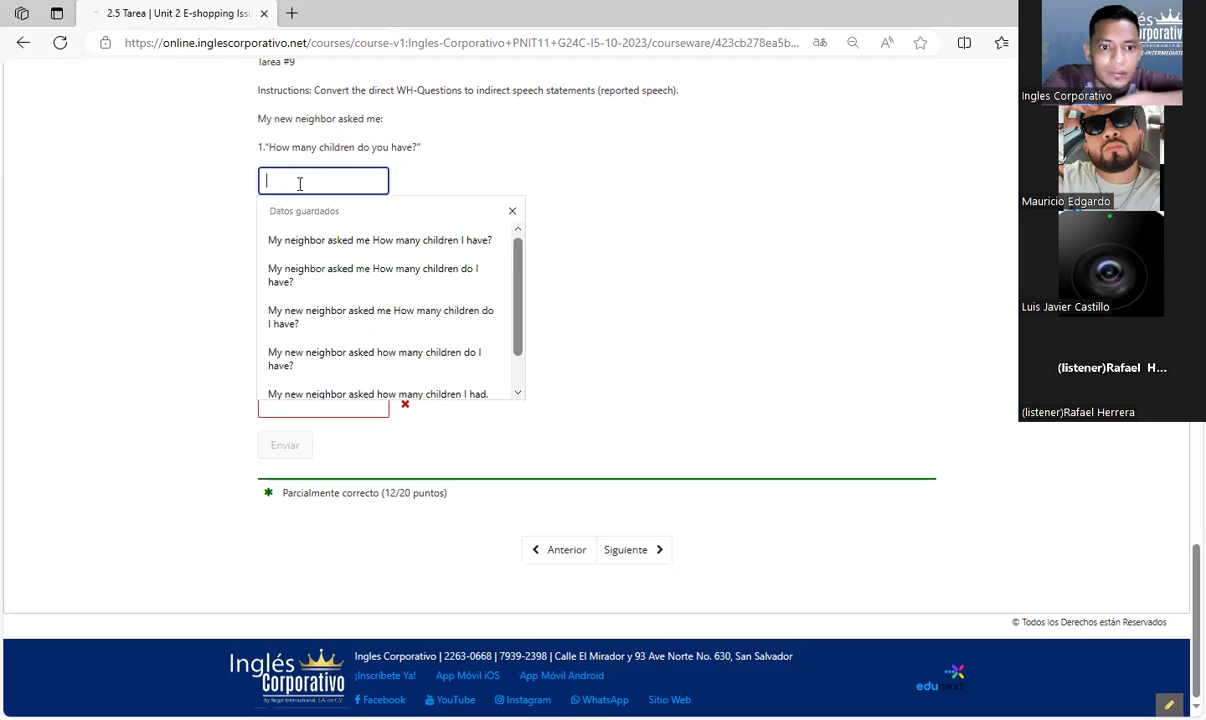 2.5 Tarea | Unit 2 E-shopping Iss
https://online.inglescorporativo.net/courses/course-v1:Ingles-Corporativo+PNIT11+G24C-I5-10-2023/courseware/423cb278ea5b...
Tarea #9
Instructions: Convert the direct WH-Questions to indirect speech statements (reported speech).
My new neighbor asked me:
1."How many children do you have?"
Datos guardados
My neighbor asked me How many children I have?
My neighbor asked me How many children do I
have?
My new neighbor asked me How many children do
I have?
My new neighbor asked how many children do I
have?
My new neighbor asked how many children I had.
Enviar
Parcialmente correcto (12/20 puntos)
Anterior
Siguiente
© Todos los Derechos están Reservados
Inglés
Corporativo
Ingles Corporativo | 2263-0668 | 7939-2398 | Calle El Mirador y 93 Ave Norte No. 630, San Salvador
¡Inscríbete Ya!
App Móvil iOS
App Móvil Android
Facebook
YouTube
Instagram
WhatsApp
Sitio Web
edunext
Ingles Corporativo
Mauricio Edgardo
Luis Javier Castillo
(listener)Rafael H...
(listener)Rafael Herrera